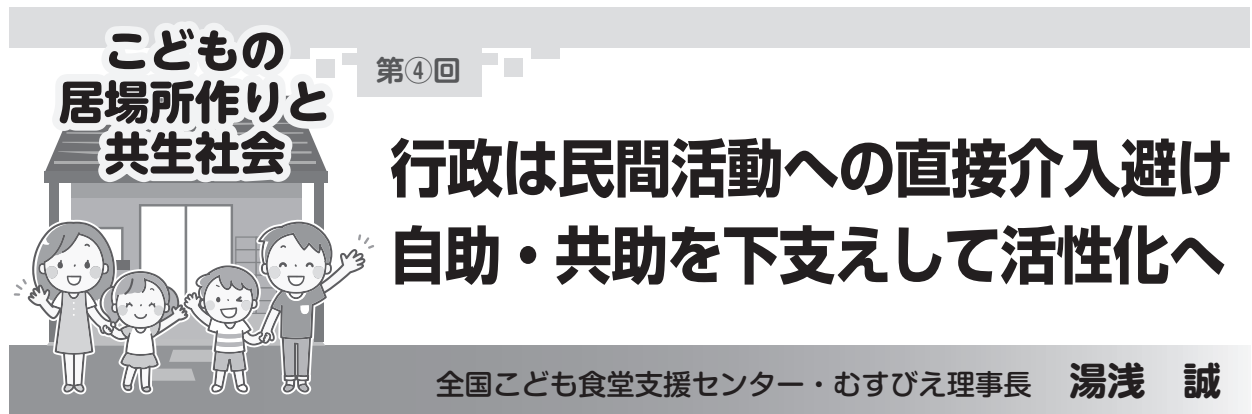 こどもの
居場所作りと
共生社会
第④回
行政は民間活動への直接介入避け
自助・共助を下支えして活性化へ
全国こども食堂支援センター・むすびえ理事長　湯浅　誠